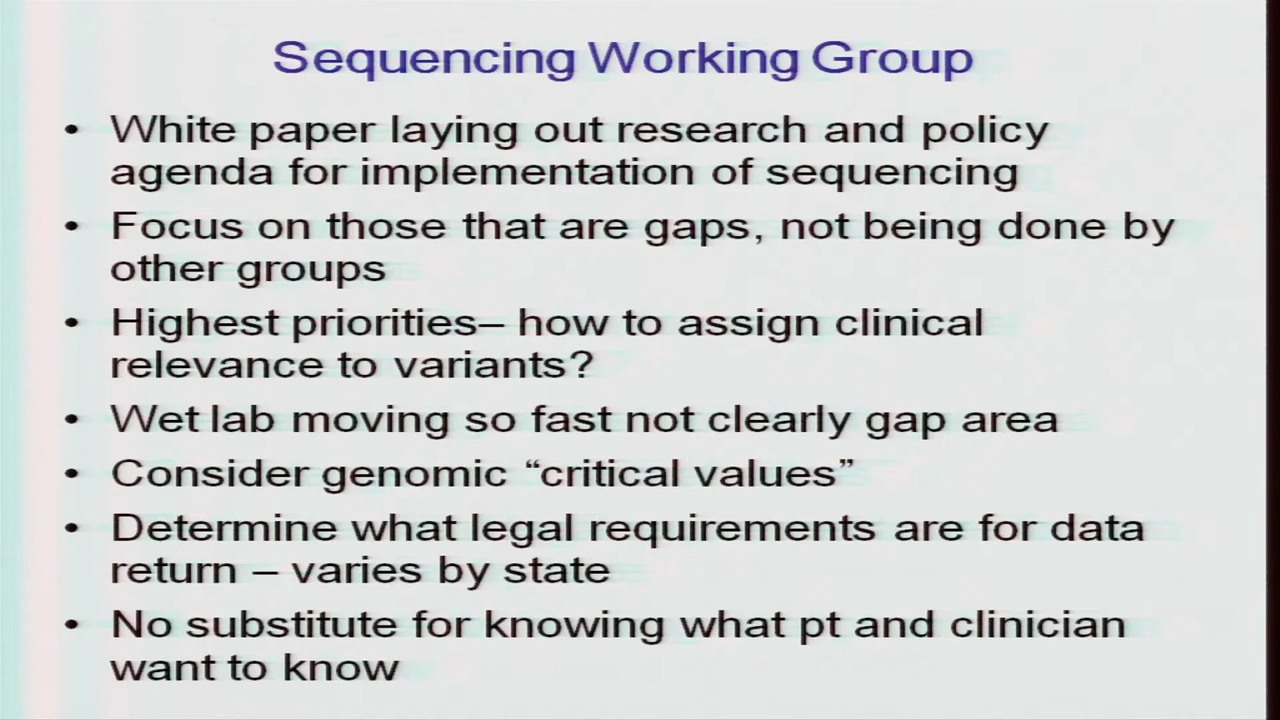 Sequencing Working Group
• White paper laying out research and policy
agenda for implementation of sequencing
• Focus on those that are gaps, not being done by
other groups
• Highest priorities– how to assign clinical
relevance to variants?
• Wet lab moving so fast not clearly gap area
• Consider genomic “critical values”
• Determine what legal requirements are for data
return – varies by state
• No substitute for knowing what pt and clinician
want to know